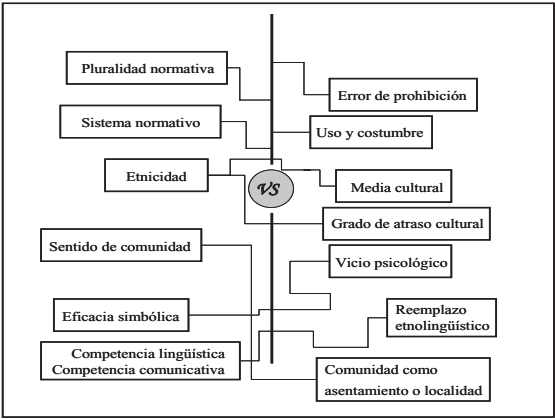 Pluralidad normativa
Error de prohibición
Sistema normativo
Uso y costumbre
Etnicidad
VS
Media cultural
Grado de atraso cultural
Sentido de comunidad
Vicio psicológico
Eficacia simbólica
Reemplazo
etnolingüístico
Competencia lingüística
Competencia comunicativa
Comunidad como
asentamiento o localidad